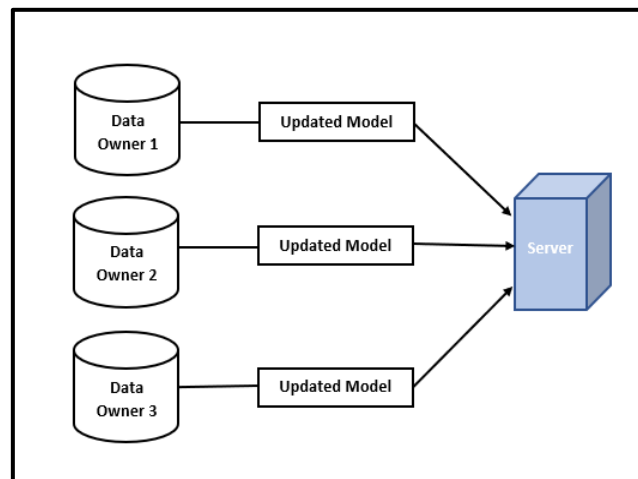 Data
Owner 1
Updated Model
Data
Owner 2
Updated Model
Server
Data
Owner 3
Updated Model